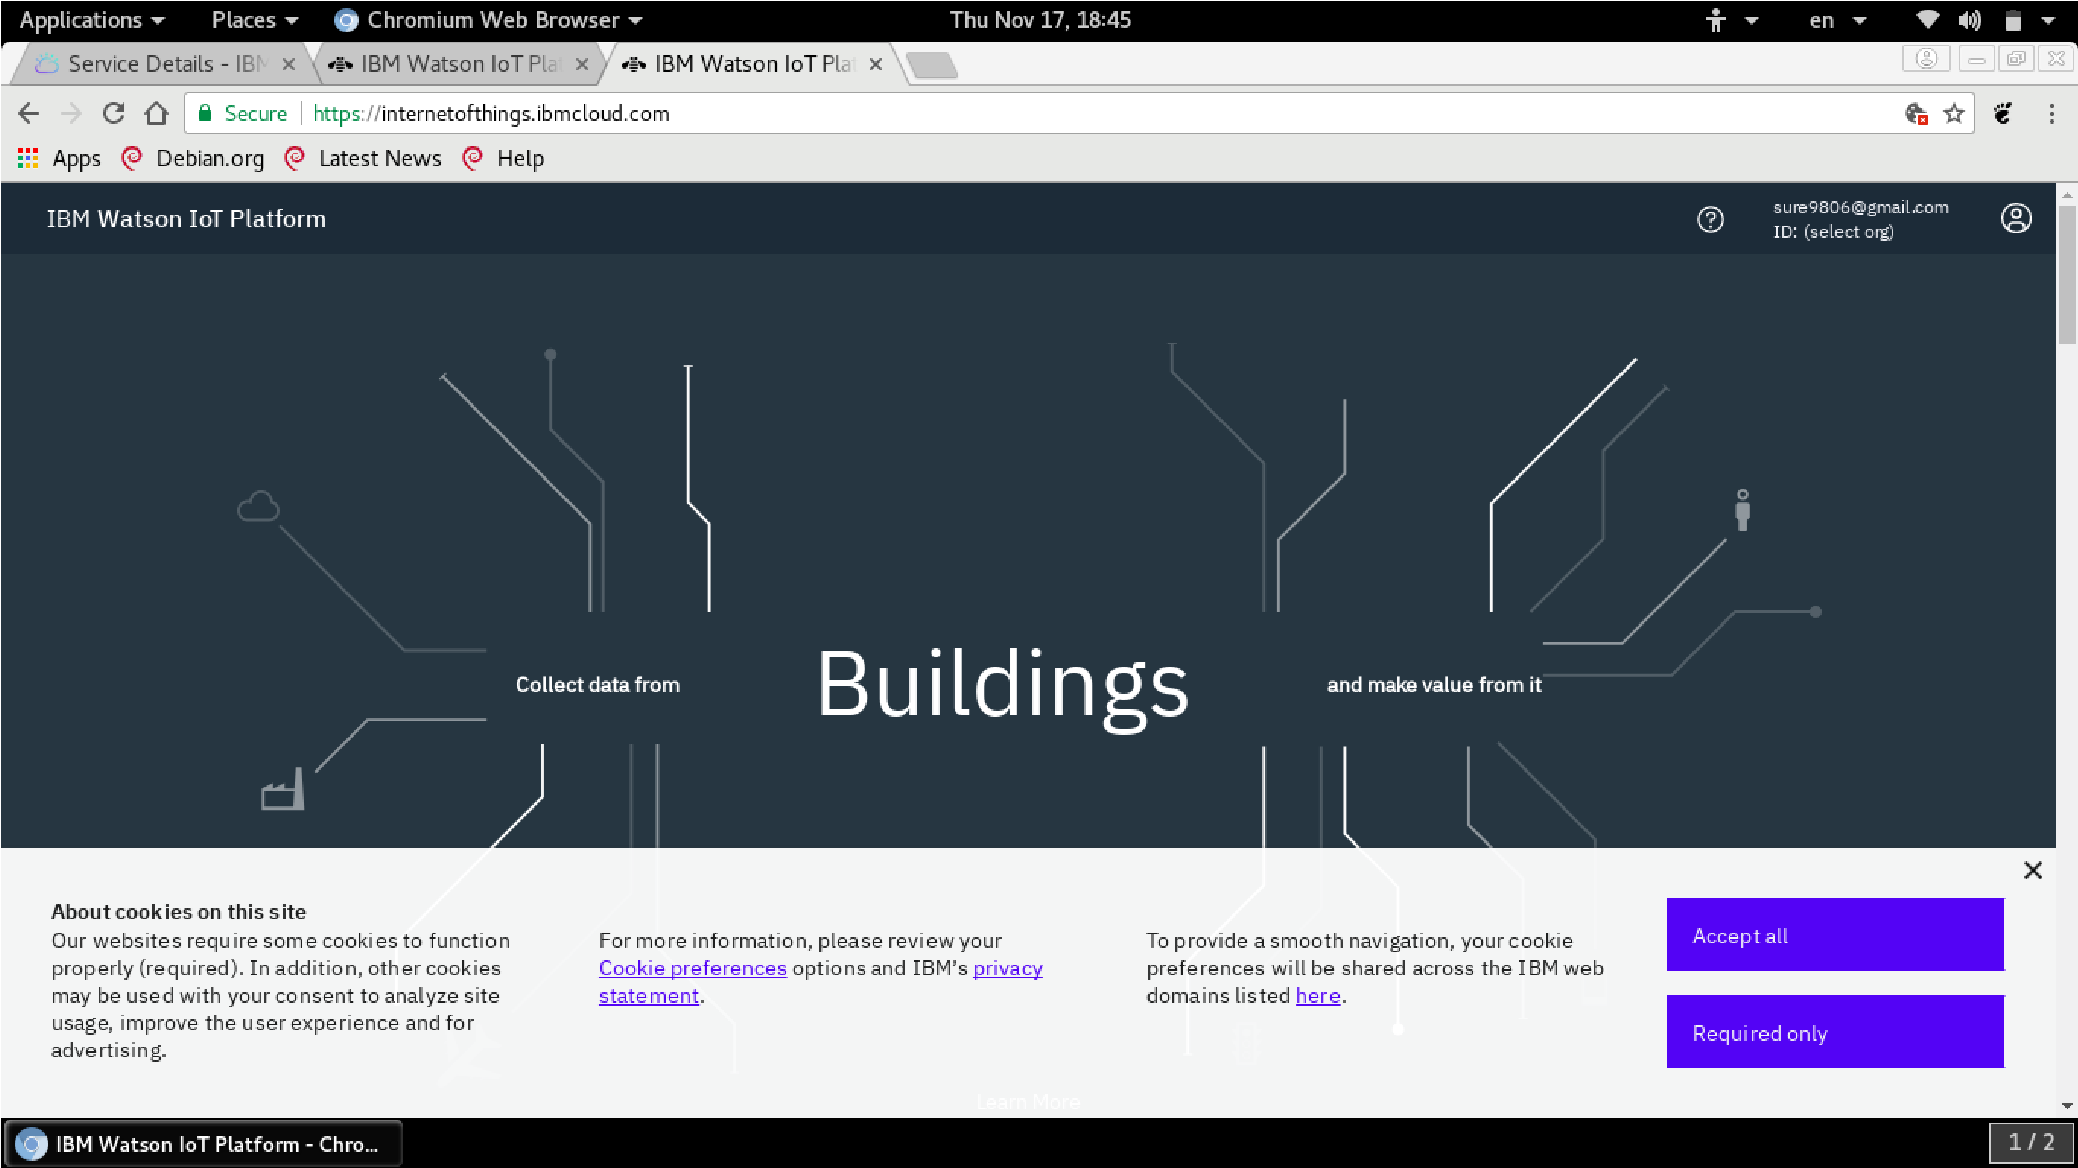 Applications Places Chromium Web Browser Thu Nov 17, 18:45 en
Service Details - IBM IBM Watson IoT Plat IBM Watson IoT Plat
Secure https://internetofthings.ibmcloud.com
Apps Debian.org Latest News Help
IBM Watson IoT Platform
sure9806@gmail.com
ID: (select org)
Collect data from Buildings and make value from it
About cookies on this site
Our websites require some cookies to function
properly (required). In addition, other cookies
may be used with your consent to analyze site
usage, improve the user experience and for
advertising.
For more information, please review your
Cookie preferences options and IBM's privacy
statement.
To provide a smooth navigation, your cookie
preferences will be shared across the IBM web
domains listed here.
Accept all
Required only
Learn More
IBM Watson IoT Platform - Chro... 1 / 2